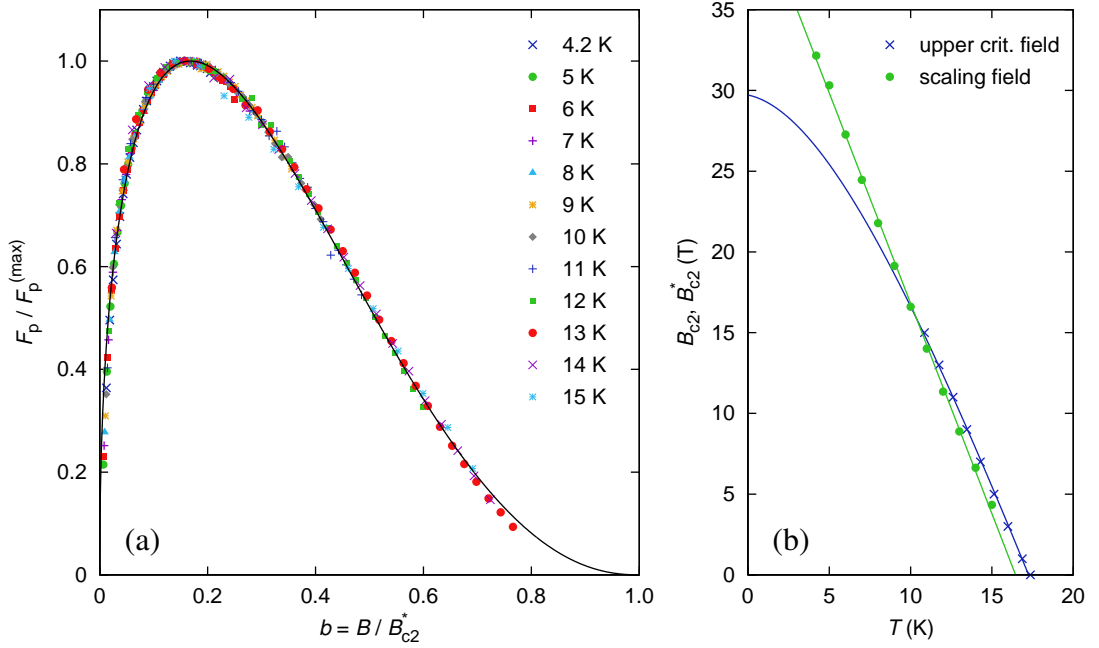 1.0
0.8
0.6
0.4
0.2
0
0
0.2
0.4
0.6
0.8
1.0
F_p / F_p^(max)
b = B / B_c2^*
(a)
4.2 K
5 K
6 K
7 K
8 K
9 K
10 K
11 K
12 K
13 K
14 K
15 K
35
30
25
20
15
10
5
0
0
5
10
15
20
B_c2, B_c2^* (T)
T (K)
(b)
upper crit. field
scaling field